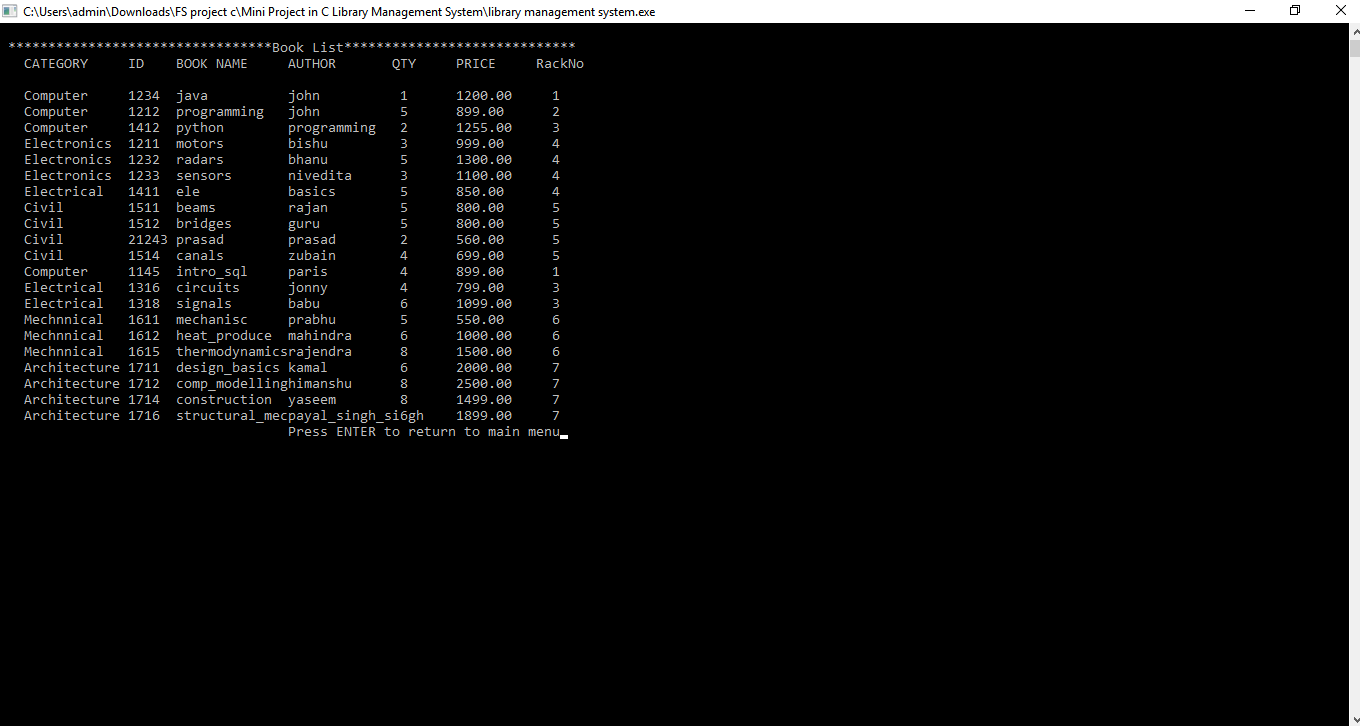 C:\Users\admin\Downloads\FS project c\Mini Project in C Library Management System\library management system.exe
*********************************Book List*****************************
CATEGORY     ID    BOOK NAME     AUTHOR       QTY     PRICE     RackNo
Computer     1234  java          john          1      1200.00     1
Computer     1212  programming   john          5      899.00      2
Computer     1412  python        programming   2      1255.00     3
Electronics  1211  motors        bishu         3      999.00      4
Electronics  1232  radars        bhanu         5      1300.00     4
Electronics  1233  sensors       nivedita      3      1100.00     4
Electrical   1411  ele           basics        5      850.00      4
Civil        1511  beams         rajan         5      800.00      5
Civil        1512  bridges       guru          5      800.00      5
Civil        21243 prasad        prasad        2      560.00      5
Civil        1514  canals        zubain        4      699.00      5
Computer     1145  intro_sql     paris         4      899.00      1
Electrical   1316  circuits      jonny         4      799.00      3
Electrical   1318  signals       babu          6      1099.00     3
Mechnnical   1611  mechanisc     prabhu        5      550.00      6
Mechnnical   1612  heat_produce  mahindra      6      1000.00     6
Mechnnical   1615  thermodynamicsrajendra      8      1500.00     6
Architecture 1711  design_basics kamal         6      2000.00     7
Architecture 1712  comp_modellinghimanshu      8      2500.00     7
Architecture 1714  construction  yaseem        8      1499.00     7
Architecture 1716  structural_mecpayal_singh_si6gh    1899.00     7
Press ENTER to return to main menu